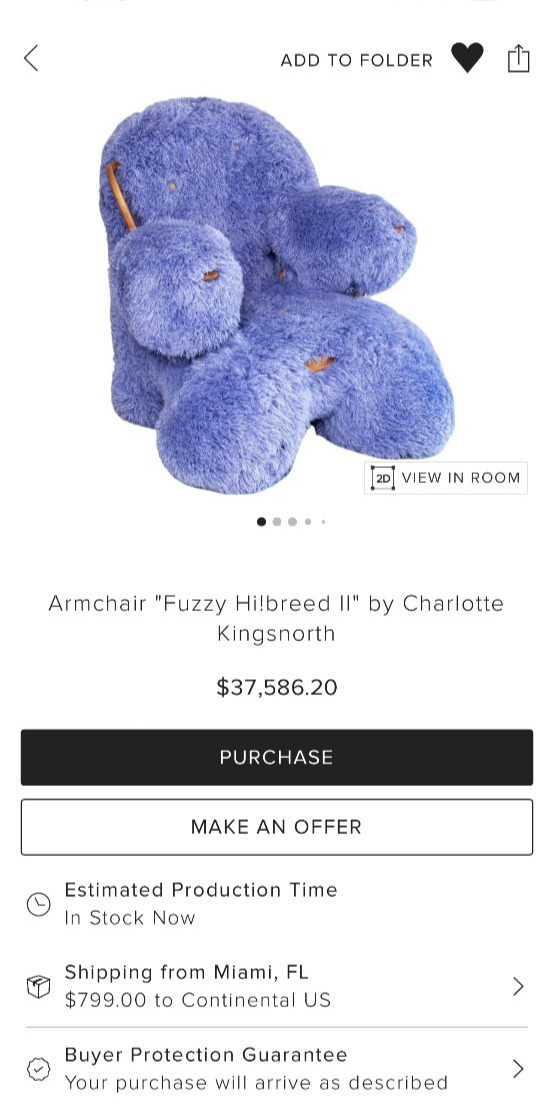 ADD TO FOLDER
2D VIEW IN ROOM
Armchair "Fuzzy Hi!breed II" by Charlotte
Kingsnorth
$37,586.20
PURCHASE
MAKE AN OFFER
Estimated Production Time
In Stock Now
Shipping from Miami, FL
$799.00 to Continental US
Buyer Protection Guarantee
Your purchase will arrive as described